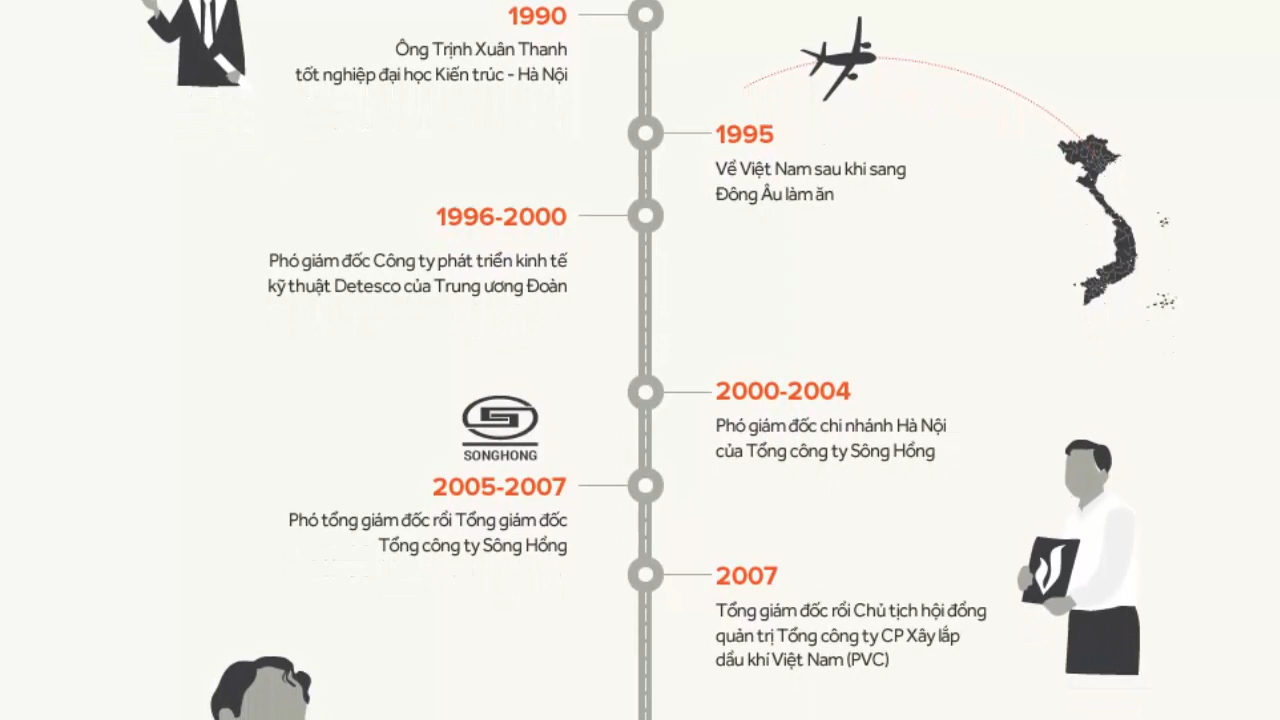 1990
Ông Trịnh Xuân Thanh
tốt nghiệp đại học Kiến trúc - Hà Nội
1995
Về Việt Nam sau khi sang
Đông Âu làm ăn
1996-2000
Phó giám đốc Công ty phát triển kinh tế
kỹ thuật Detesco của Trung ương Đoàn
2000-2004
Phó giám đốc chi nhánh Hà Nội
của Tổng công ty Sông Hồng
SONGHONG
2005-2007
Phó tổng giám đốc rồi Tổng giám đốc
Tổng công ty Sông Hồng
2007
Tổng giám đốc rồi Chủ tịch hội đồng
quản trị Tổng công ty CP Xây lắp
dầu khí Việt Nam (PVC)